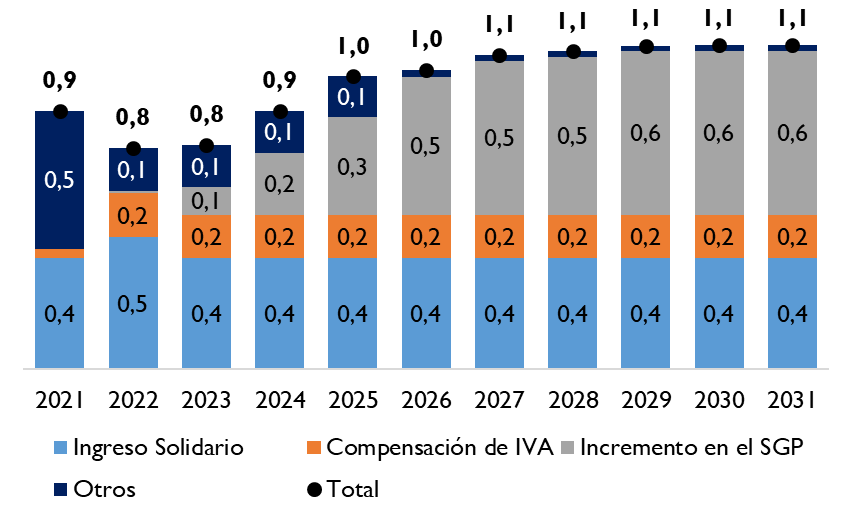 1,1 1,1 1,1
1,1 1,1
1,0 1,0
0,9 0,9
0,8 0,8
0,5 0,1 0,1 0,1 0,1
0,1 0,2 0,3 0,5 0,5 0,5 0,6 0,6 0,6
0,2 0,2 0,2 0,2 0,2 0,2 0,2 0,2 0,2 0,2
0,4 0,5 0,4 0,4 0,4 0,4 0,4 0,4 0,4 0,4 0,4
2021 2022 2023 2024 2025 2026 2027 2028 2029 2030 2031
Ingreso Solidario Compensación de IVA Incremento en el SGP
Otros Total